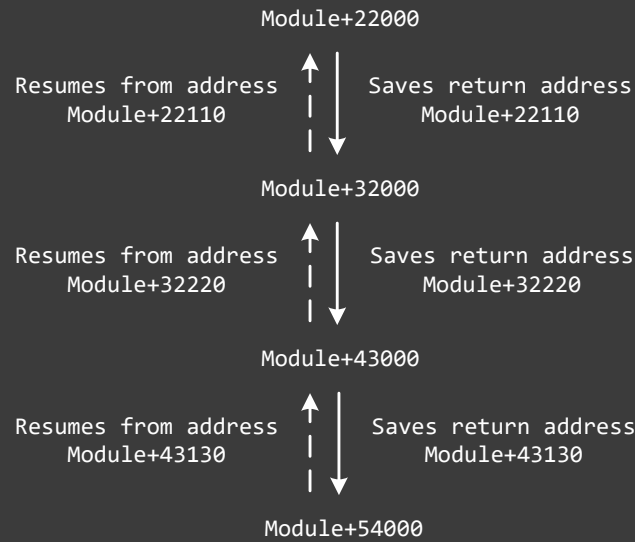 Module+22000
Resumes from address
Module+22110
Saves return address
Module+22110
Module+32000
Resumes from address
Module+32220
Saves return address
Module+32220
Module+43000
Resumes from address
Module+43130
Saves return address
Module+43130
Module+54000